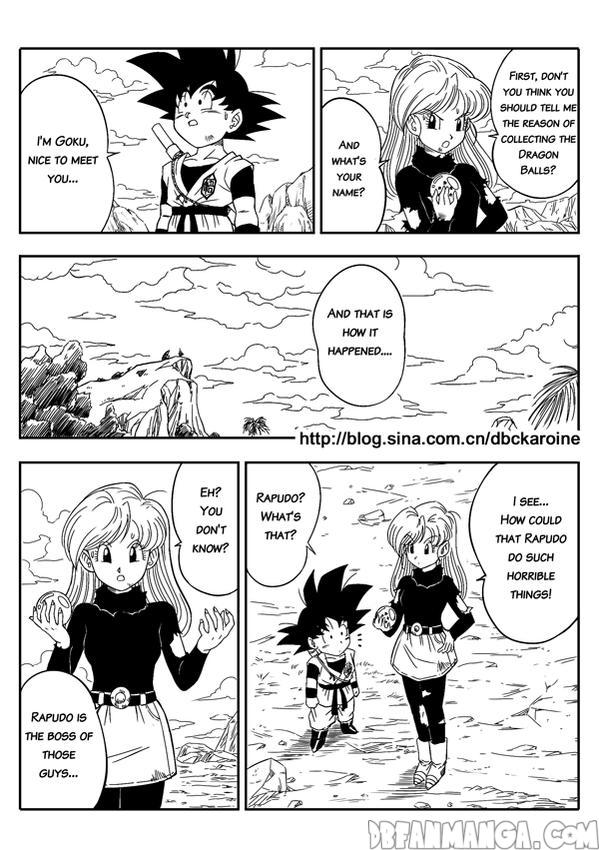 FIRST, DON'T
YOU THINK YOU
SHOULD TELL ME
THE REASON OF
COLLECTING THE
DRAGON
BALLS?
AND
WHAT'S
YOUR
NAME?
I'M GOKU,
NICE TO MEET
YOU...
AND THAT IS
HOW IT
HAPPENED....
http://blog.sina.com.cn/dbckaroine
I SEE...
HOW COULD
THAT RAPUDO
DO SUCH
HORRIBLE
THINGS!
RAPUDO?
WHAT'S
THAT?
EH?
YOU
DON'T
KNOW?
RAPUDO IS
THE BOSS OF
THOSE
GUYS...
DBFANMANGA.COM